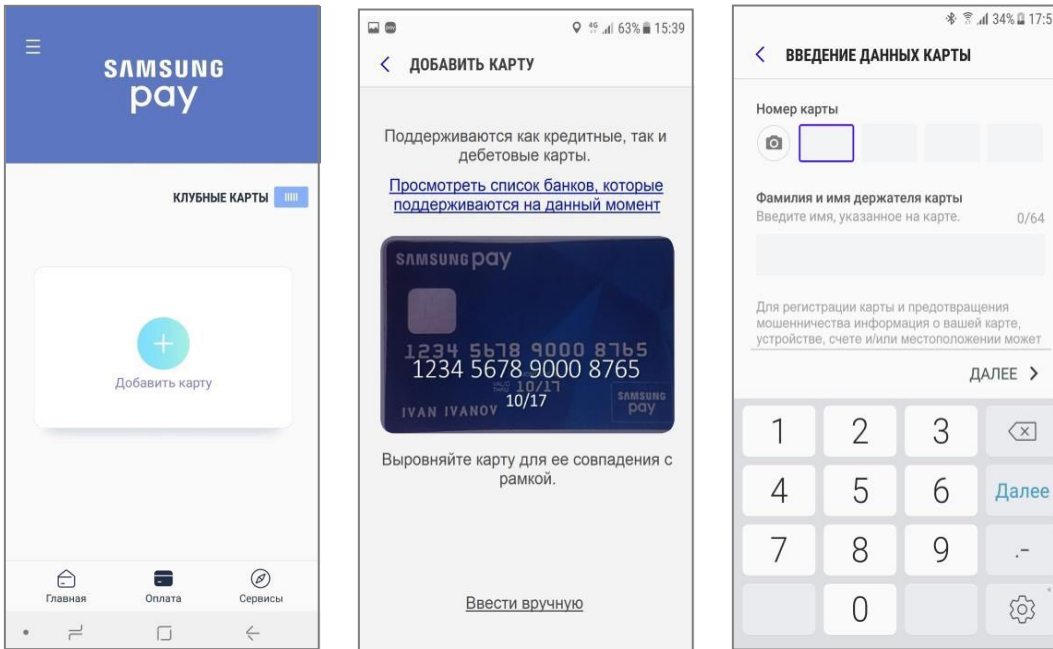 SAMSUNG
pay
КЛУБНЫЕ КАРТЫ
Добавить карту
Главная
Оплата
Сервисы
4G 63% 15:39
ДОБАВИТЬ КАРТУ
Поддерживаются как кредитные, так и
дебетовые карты.
Просмотреть список банков, которые
поддерживаются на данный момент
SAMSUNG pay
1234 5678 9000 8765
1234 5678 9000 8765
VALID THRU 10/17
10/17
IVAN IVANOV
SAMSUNG
pay
Выровняйте карту для ее совпадения с
рамкой.
Ввести вручную
34% 17:5
ВВЕДЕНИЕ ДАННЫХ КАРТЫ
Номер карты
Фамилия и имя держателя карты
Введите имя, указанное на карте. 0/64
Для регистрации карты и предотвращения
мошенничества информация о вашей карте,
устройстве, счете и/или местоположении может
ДАЛЕЕ
1 2 3
4 5 6 Далее
7 8 9 .-
0